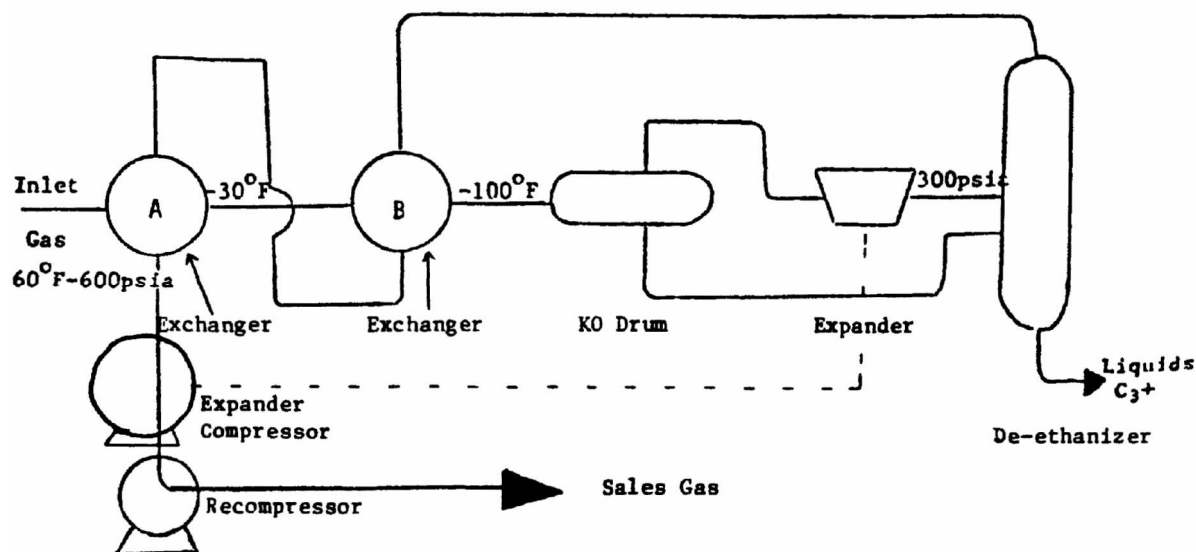 Inlet
Gas
60°F-600psia
A
-30°F
B
-100°F
300psia
Exchanger
Exchanger
KO Drum
Expander
Liquids
C₃+
De-ethanizer
Expander
Compressor
Recompressor
Sales Gas